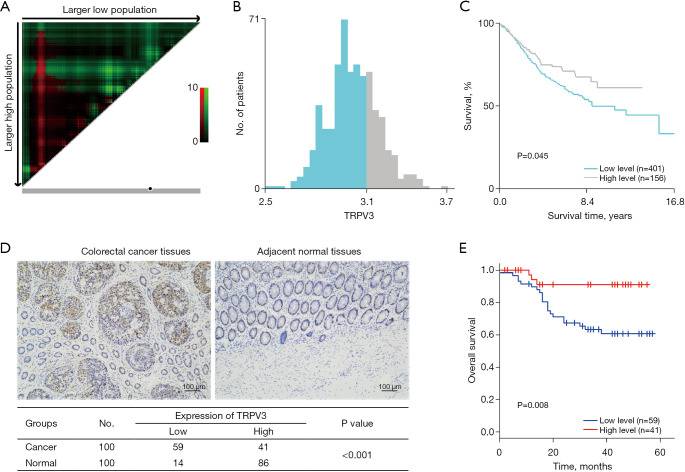 A
Larger low population
Larger high population
10
0
B
71
No. of patients
0
2.5
3.1
3.7
TRPV3
C
100
50
0
Survival, %
P=0.045
Low level (n=401)
High level (n=156)
0.0
8.4
16.8
Survival time, years
D
Colorectal cancer tissues
Adjacent normal tissues
100 μm
100 μm
Groups No. Expression of TRPV3 P value
Low High
Cancer 100 59 41 <0.001
Normal 100 14 86
E
1.0
0.8
0.6
0.4
0.2
0.0
Overall survival
P=0.008
Low level (n=59)
High level (n=41)
0 20 40 60
Time, months